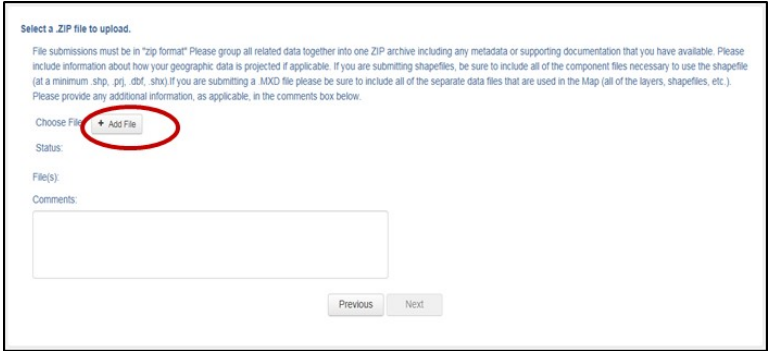 Select a .ZIP file to upload.
File submissions must be in "zip format" Please group all related data together into one ZIP archive including any metadata or supporting documentation that you have available. Please
include information about how your geographic data is projected if applicable. If you are submitting shapefiles, be sure to include all of the component files necessary to use the shapefile
(at a minimum .shp, .prj, .dbf, .shx).If you are submitting a .MXD file please be sure to include all of the separate data files that are used in the Map (all of the layers, shapefiles, etc.).
Please provide any additional information, as applicable, in the comments box below.
Choose File + Add File
Status:
File(s):
Comments:
Previous Next